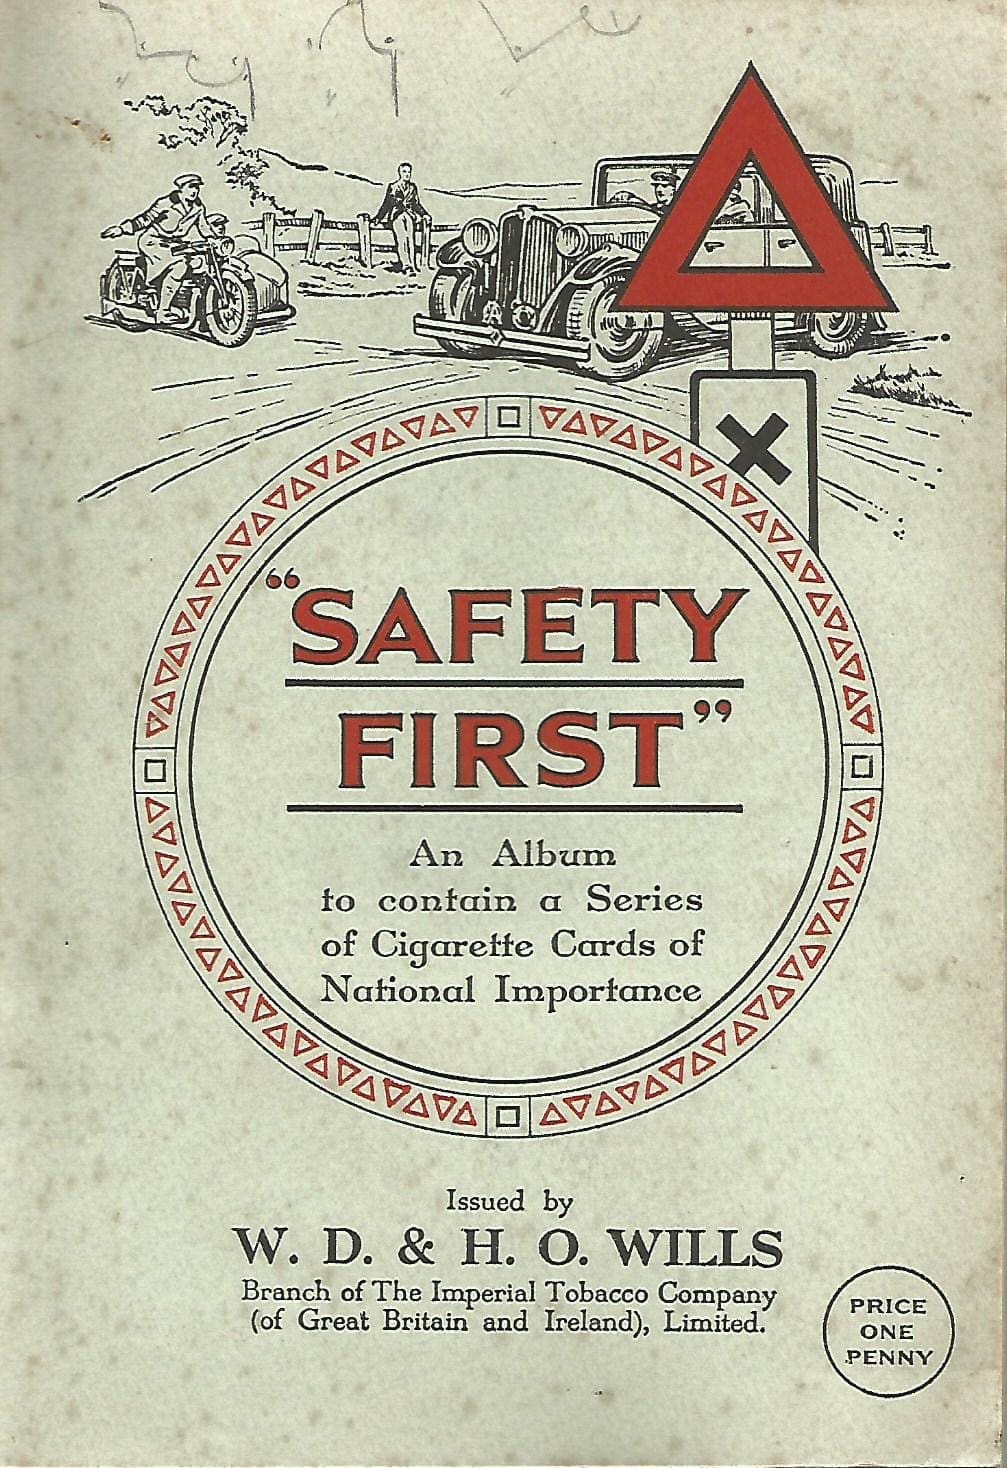 "SAFETY
FIRST"
An Album
to contain a Series
of Cigarette Cards of
National Importance
Issued by
W. D. & H. O. WILLS
Branch of The Imperial Tobacco Company
(of Great Britain and Ireland), Limited.
PRICE
ONE
PENNY